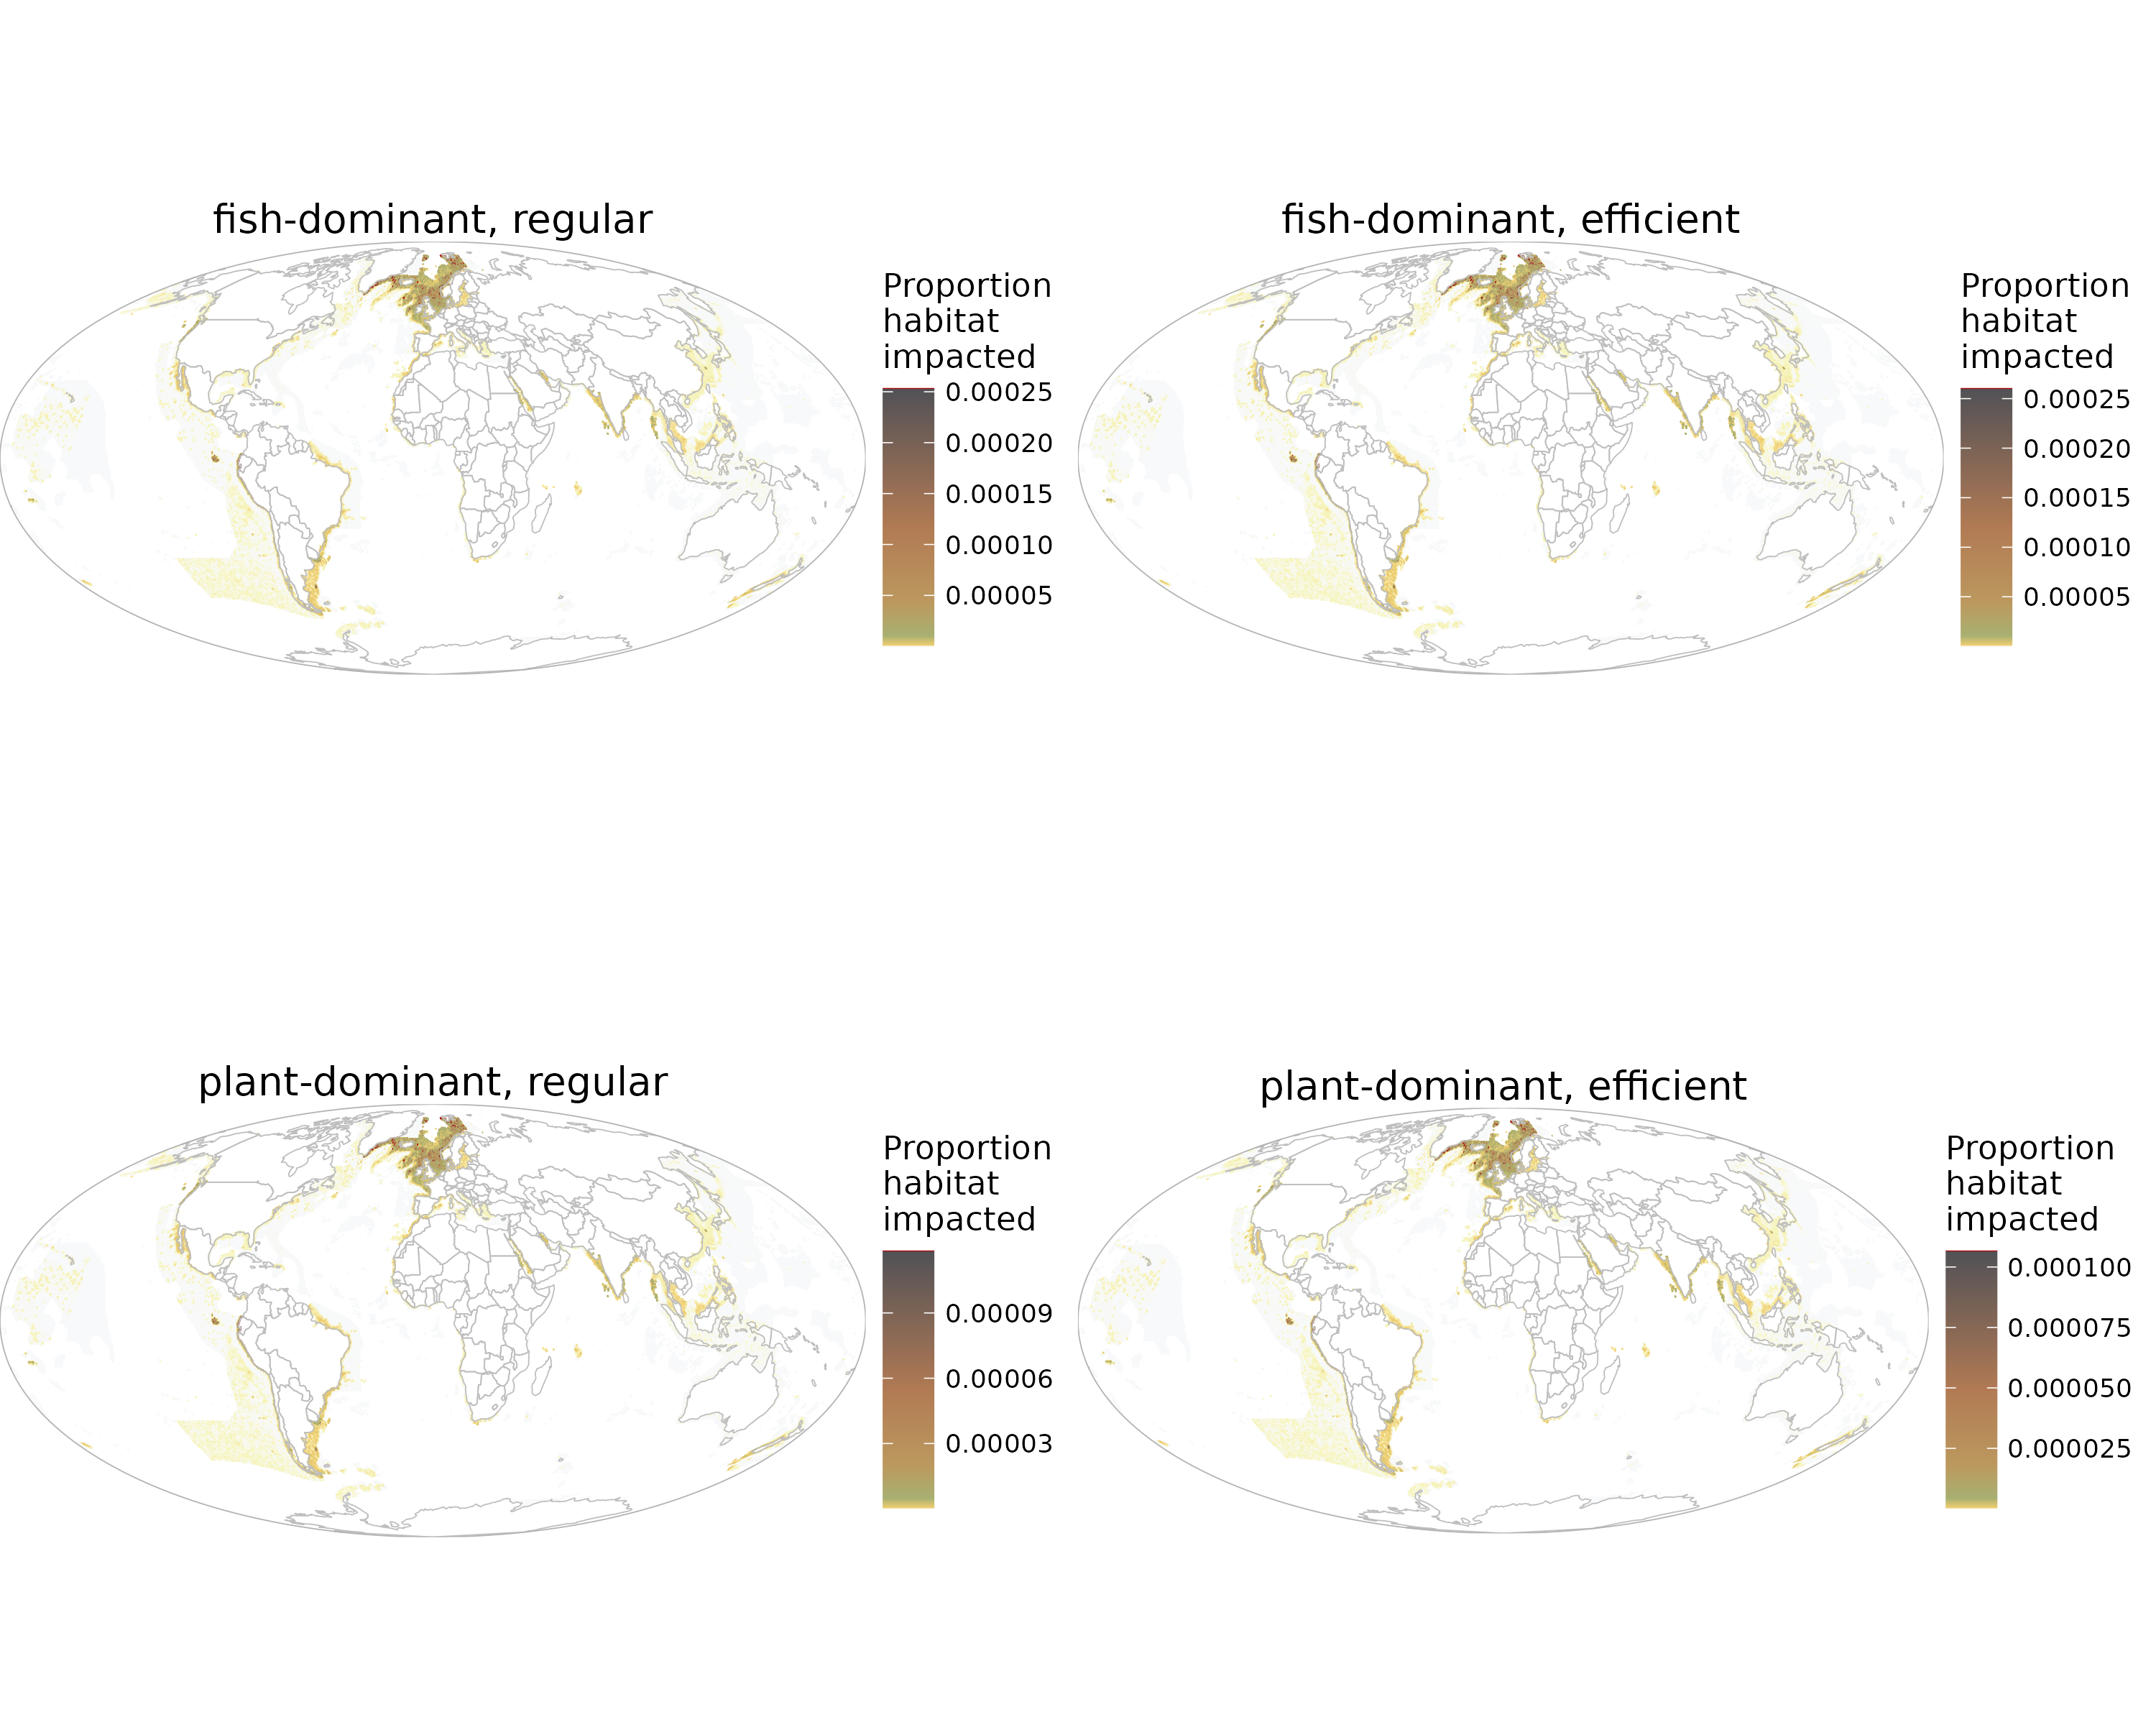 fish-dominant, regular
Proportion
habitat
impacted
0.00025
0.00020
0.00015
0.00010
0.00005
fish-dominant, efficient
Proportion
habitat
impacted
0.00025
0.00020
0.00015
0.00010
0.00005
plant-dominant, regular
Proportion
habitat
impacted
0.00009
0.00006
0.00003
plant-dominant, efficient
Proportion
habitat
impacted
0.000100
0.000075
0.000050
0.000025